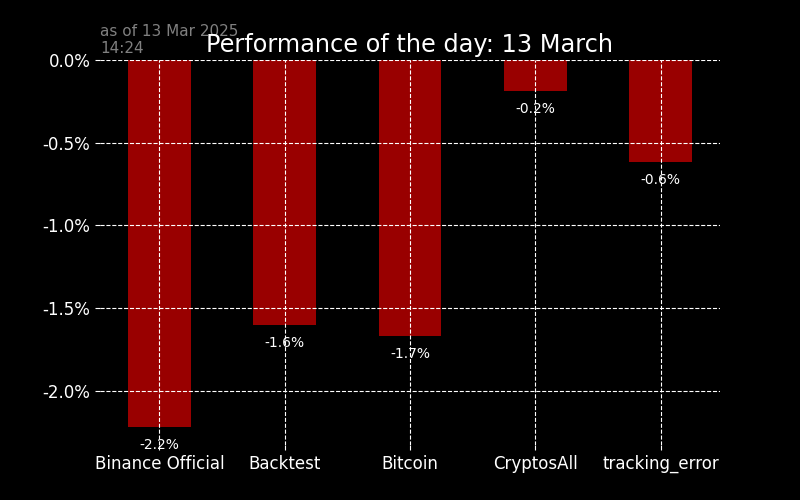 as of 13 Mar 2025
14:24
Performance of the day: 13 March
0.0%
-0.5%
-1.0%
-1.5%
-2.0%
-2.2%
-1.6%
-1.7%
-0.2%
-0.6%
Binance Official
Backtest
Bitcoin
CryptosAll
tracking_error